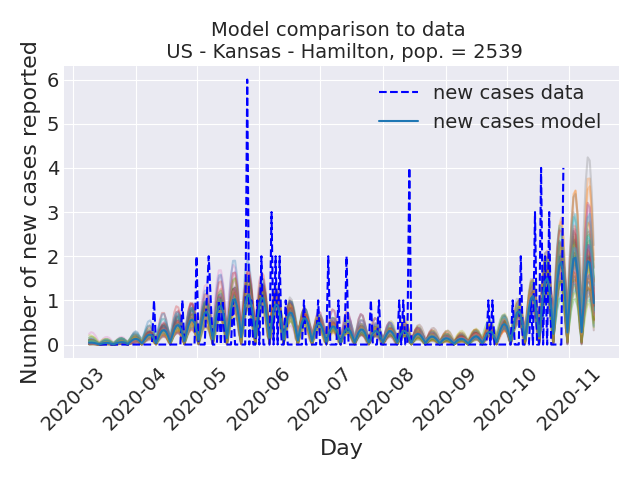 Model comparison to data
US - Kansas - Hamilton, pop. = 2539
Number of new cases reported
6
5
4
3
2
1
0
new cases data
new cases model
2020-03
2020-04
2020-05
2020-06
2020-07
2020-08
2020-09
2020-10
2020-11
Day